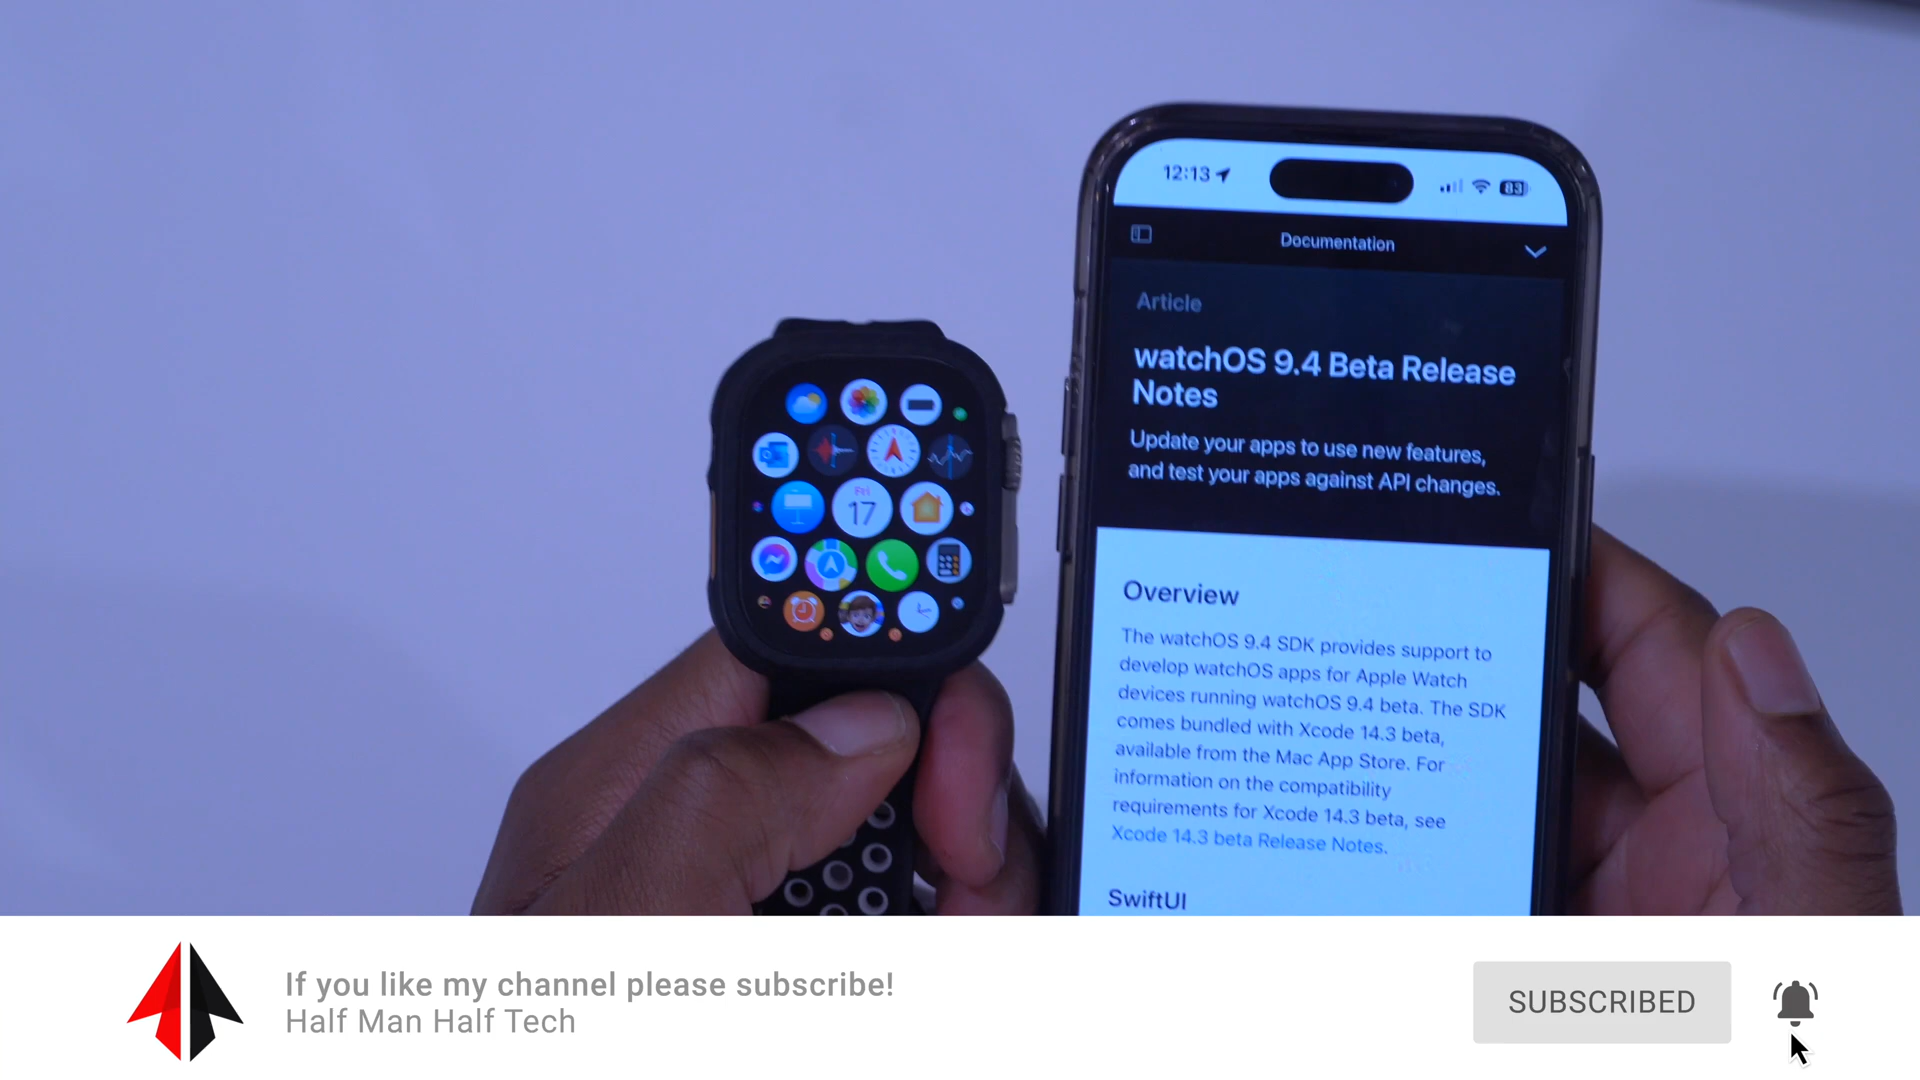 12:13
83
Documentation
Article
watchOS 9.4 Beta Release
Notes
Update your apps to use new features,
and test your apps against API changes.
Fri
17
Overview
The watchOS 9.4 SDK provides support to
develop watchOS apps for Apple Watch
devices running watchOS 9.4 beta. The SDK
comes bundled with Xcode 14.3 beta,
available from the Mac App Store. For
information on the compatibility
requirements for Xcode 14.3 beta, see
Xcode 14.3 beta Release Notes.
SwiftUI
If you like my channel please subscribe!
Half Man Half Tech
SUBSCRIBED